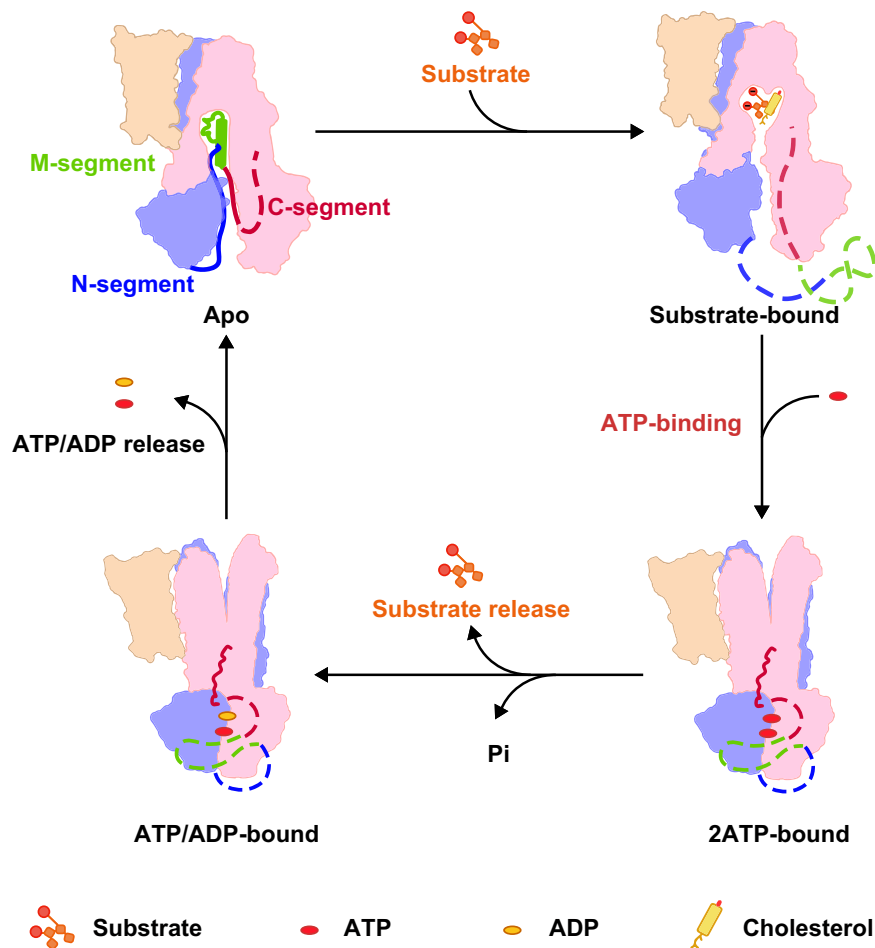 Substrate
M-segment
C-segment
N-segment
Apo
Substrate-bound
ATP/ADP release
ATP-binding
Substrate release
Pi
ATP/ADP-bound
2ATP-bound
Substrate
ATP
ADP
Cholesterol